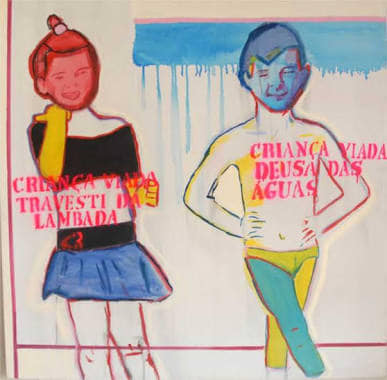 CRIANÇA VIADA
TRAVESTI DA
LAMBADA
CRIANÇA VIADA
DEUSA DAS
ÁGUAS